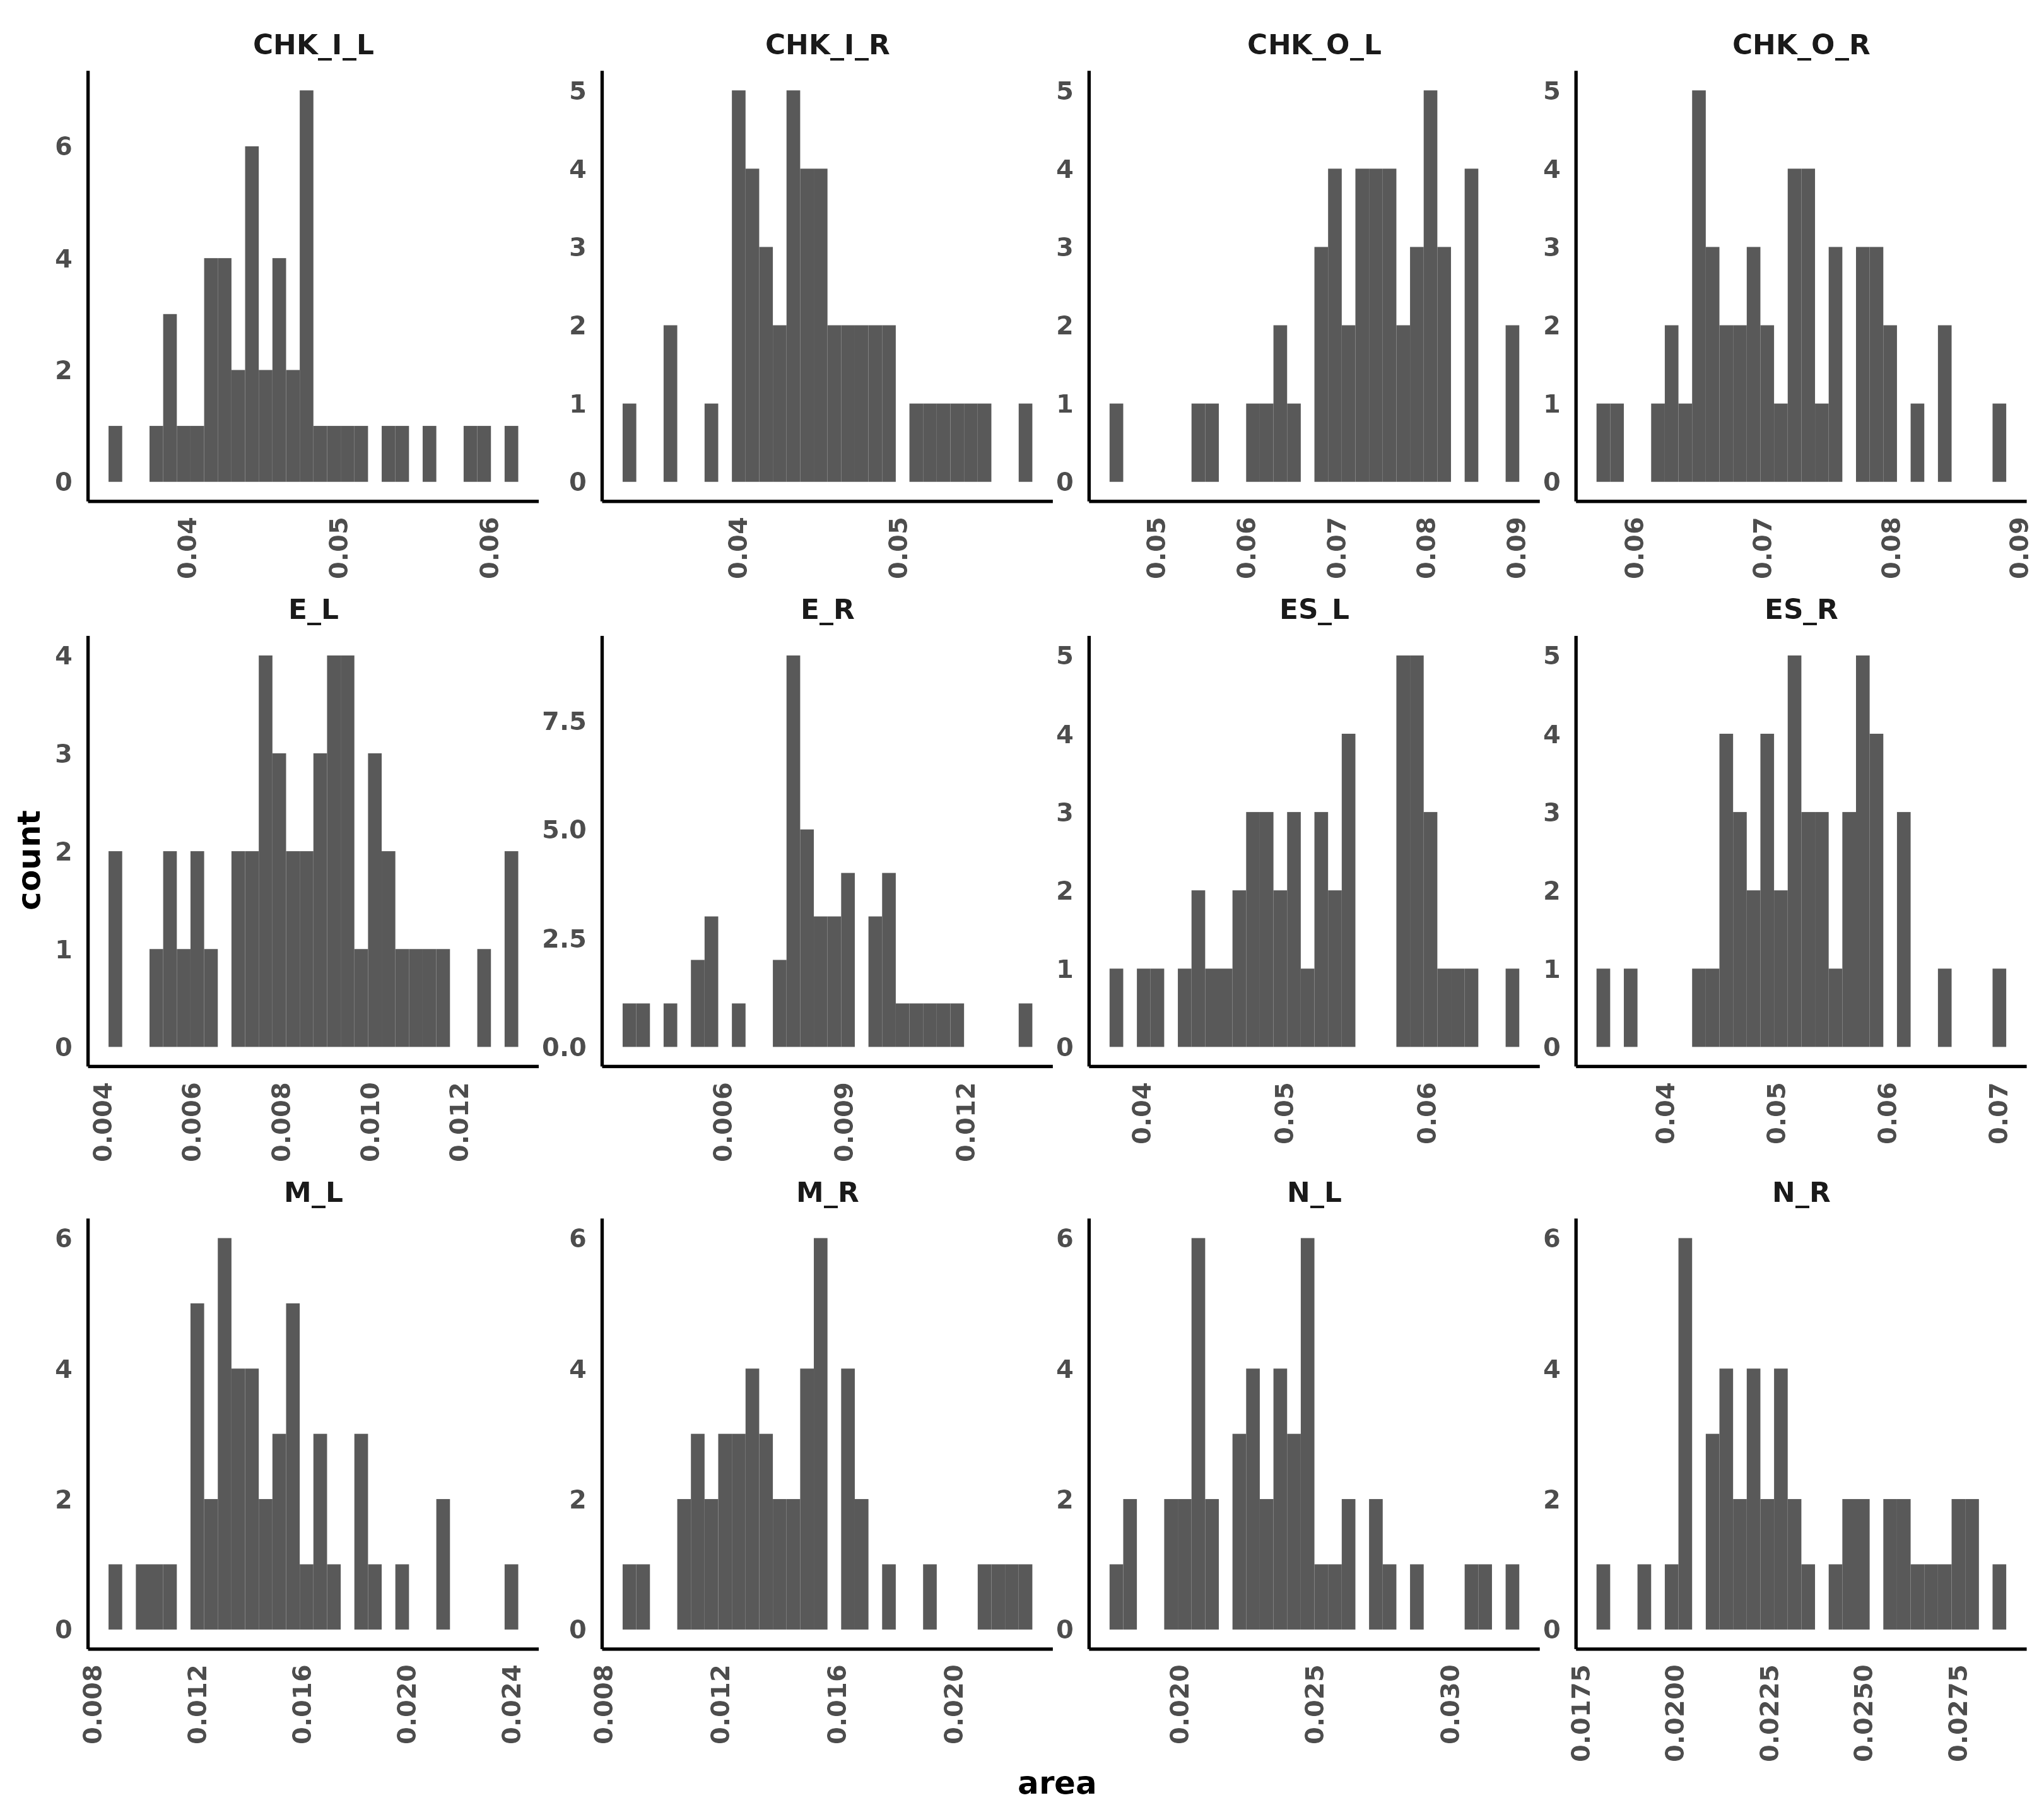 CHK_I_L CHK_I_R CHK_O_L CHK_O_R
6 4 2 0
5 4 3 2 1 0
5 4 3 2 1 0
5 4 3 2 1 0
0.04 0.05 0.06
0.04 0.05
0.05 0.06 0.07 0.08 0.09
0.06 0.07 0.08 0.09
E_L E_R ES_L ES_R
count
4 3 2 1 0
7.5 5.0 2.5 0.0
5 4 3 2 1 0
5 4 3 2 1 0
0.004 0.006 0.008 0.010 0.012
0.006 0.009 0.012
0.04 0.05 0.06
0.04 0.05 0.06 0.07
M_L M_R N_L N_R
6 4 2 0
6 4 2 0
6 4 2 0
6 4 2 0
0.008 0.012 0.016 0.020 0.024
0.008 0.012 0.016 0.020
0.020 0.025 0.030
0.0175 0.0200 0.0225 0.0250 0.0275
area